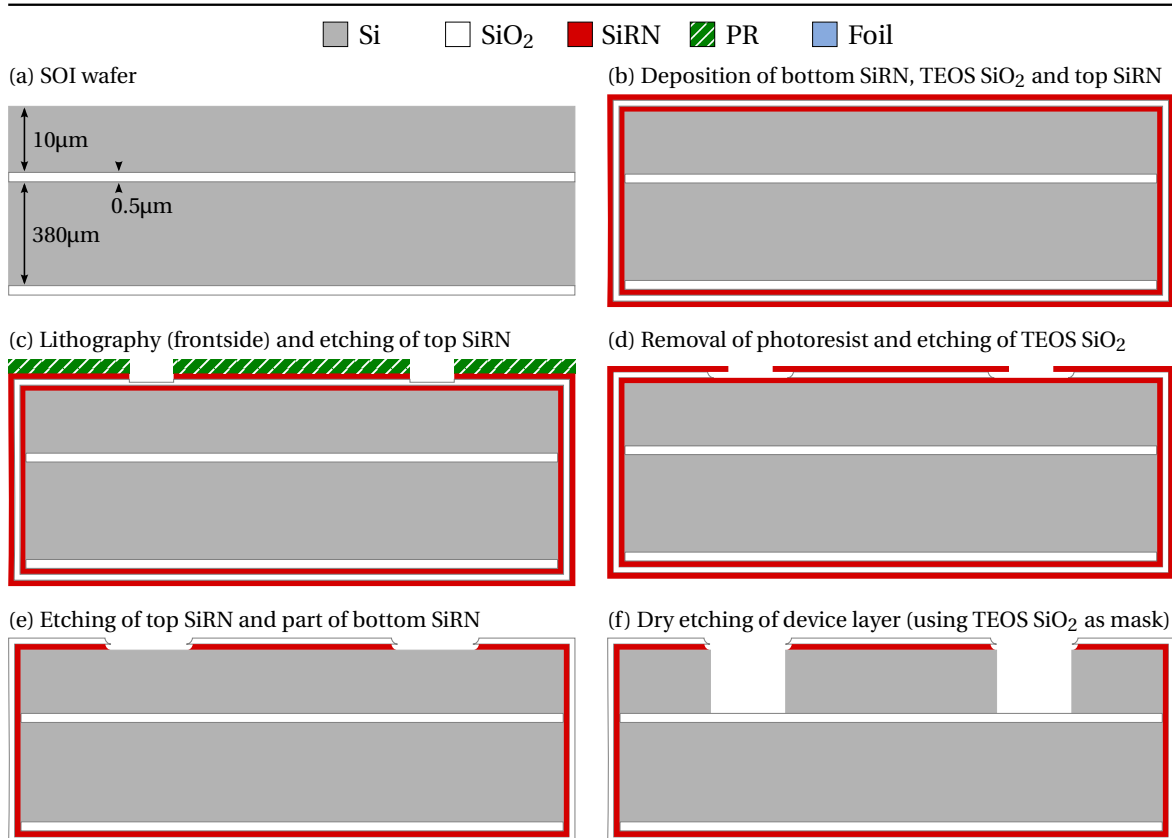 Si SiO₂ SiRN PR Foil
(a) SOI wafer
10µm
0.5µm
380µm
(b) Deposition of bottom SiRN, TEOS SiO₂ and top SiRN
(c) Lithography (frontside) and etching of top SiRN
(d) Removal of photoresist and etching of TEOS SiO₂
(e) Etching of top SiRN and part of bottom SiRN
(f) Dry etching of device layer (using TEOS SiO₂ as mask)